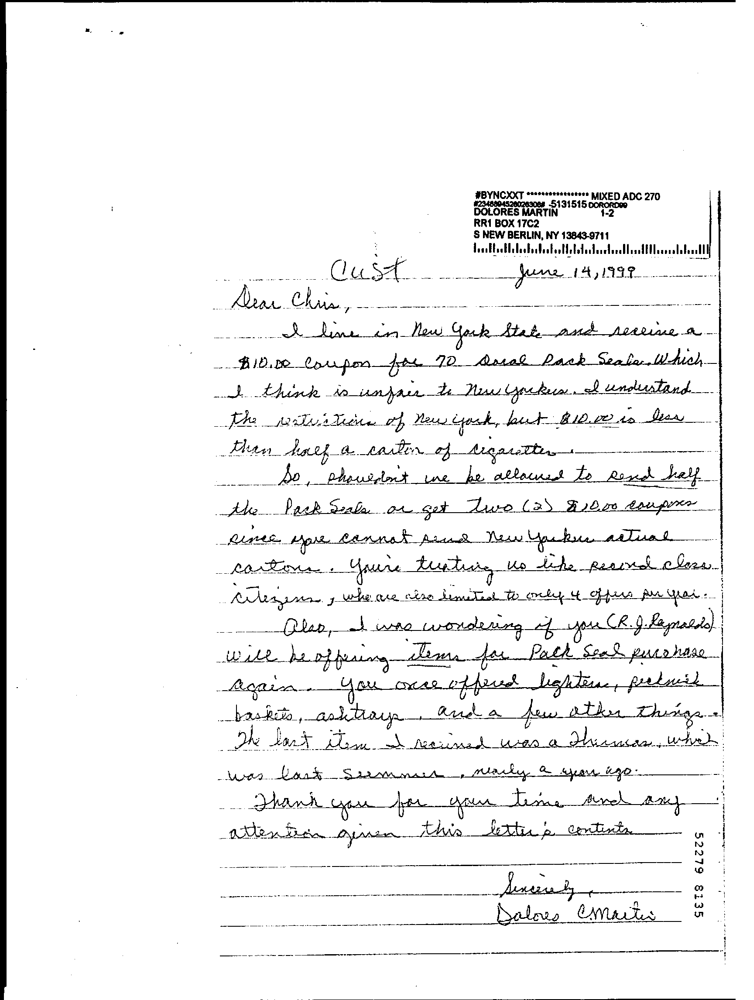 #BYNCXXT ***************** MIXED ADC 270
-5131515 DORORD99
DOLORES MARTIN 1-2
RR1 BOX 17C2
S NEW BERLIN, NY 13843-9711
Cust June 14, 1999
Dear Chris,
I live in New York State and receive a
$10.00 coupon for 70 Doral Pack Seals. Which
I think is unfair to New Yorkers. I understand
the restrictions of New York, but $10.00 is less
than half a carton of cigarettes.
So, shouldn't we be allowed to send half
the Pack Seals or get two (2) $10.00 coupons
since you cannot send New Yorkers actual
cartons. You're treating us like second class
citizens, who are also limited to only 4 offers per year.
Also, I was wondering if you (R.J. Reynolds)
will be offering items for Pack Seal purchase
again. You once offered lighters, picknick
baskets, ashtrays, and a few other things.
The last item I received was a Thermos, which
was last Summer, nearly a year ago.
Thank you for your time and any
attention given this letter's contents
Sincerely,
Dolores C Martin
52279 8135